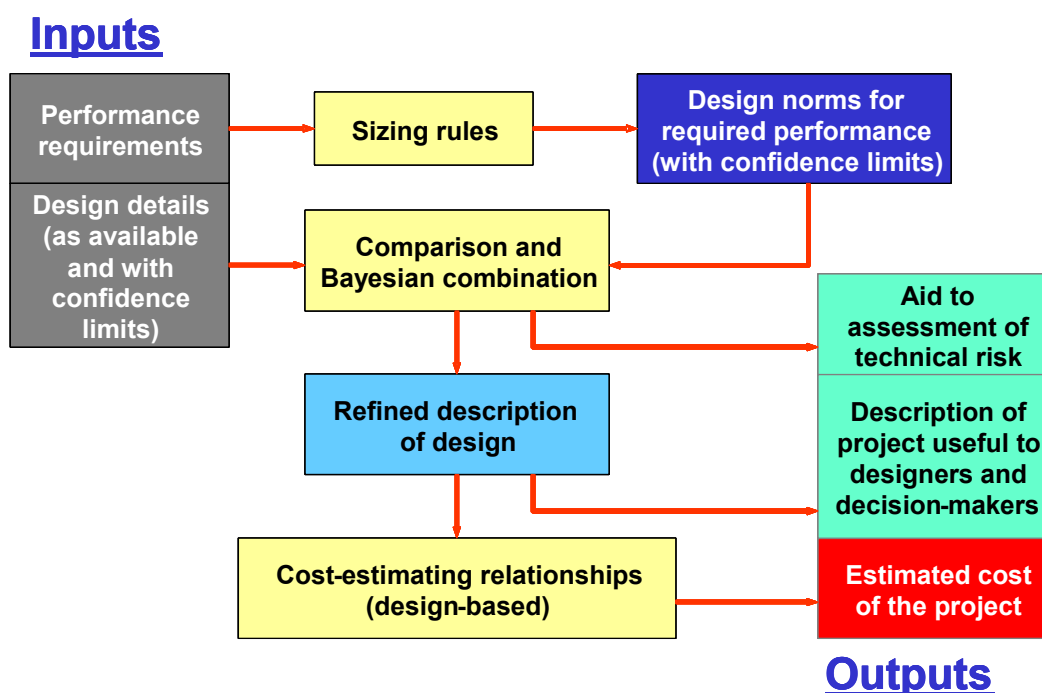 Inputs
Performance
requirements
Sizing rules
Design norms for
required performance
(with confidence limits)
Design details
(as available
and with
confidence
limits)
Comparison and
Bayesian combination
Aid to
assessment of
technical risk
Refined description
of design
Description of
project useful to
designers and
decision-makers
Cost-estimating relationships
(design-based)
Estimated cost
of the project
Outputs